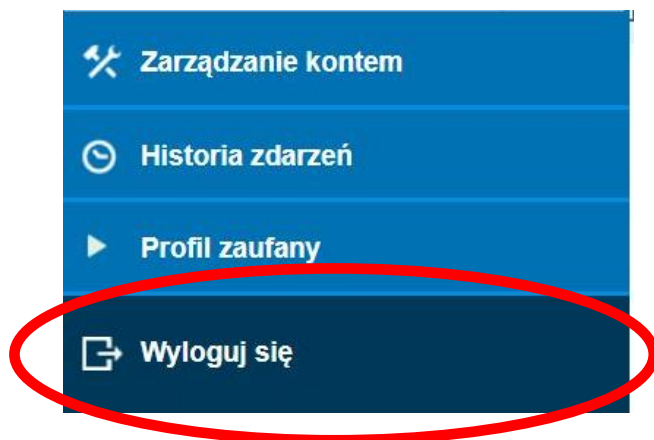 Zarządzanie kontem
Historia zdarzeń
Profil zaufany
Wyloguj się